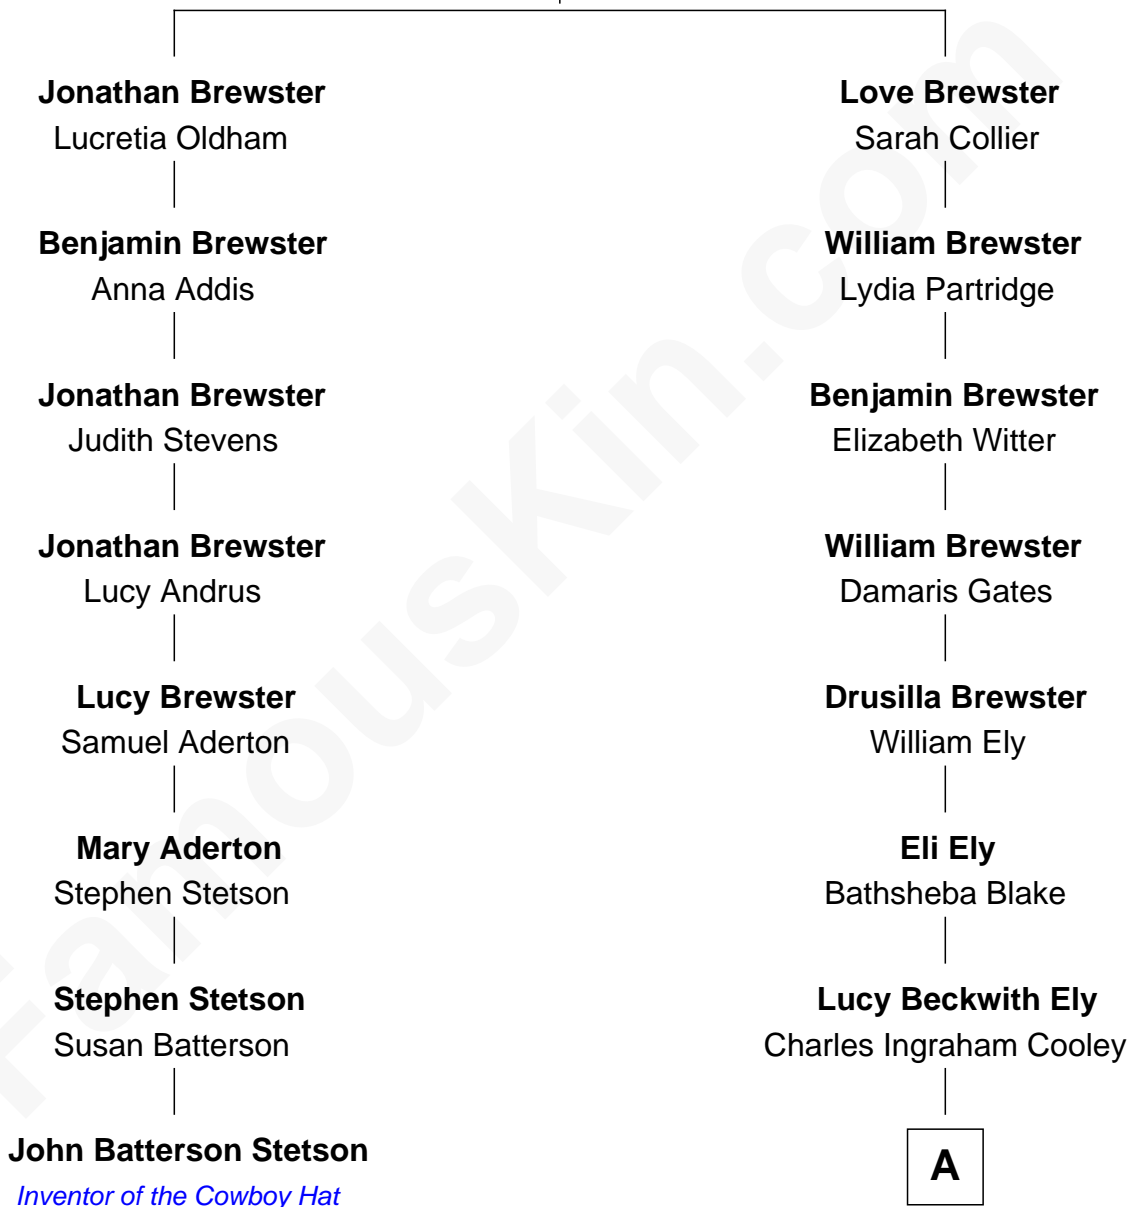 Jonathan Brewster
Lucretia Oldham
Benjamin Brewster
Anna Addis
Jonathan Brewster
Judith Stevens
Jonathan Brewster
Lucy Andrus
Lucy Brewster
Samuel Aderton
Mary Aderton
Stephen Stetson
Stephen Stetson
Susan Batterson
John Batterson Stetson
Inventor of the Cowboy Hat
Love Brewster
Sarah Collier
William Brewster
Lydia Partridge
Benjamin Brewster
Elizabeth Witter
William Brewster
Damaris Gates
Drusilla Brewster
William Ely
Eli Ely
Bathsheba Blake
Lucy Beckwith Ely
Charles Ingraham Cooley
A
FamousKin.com